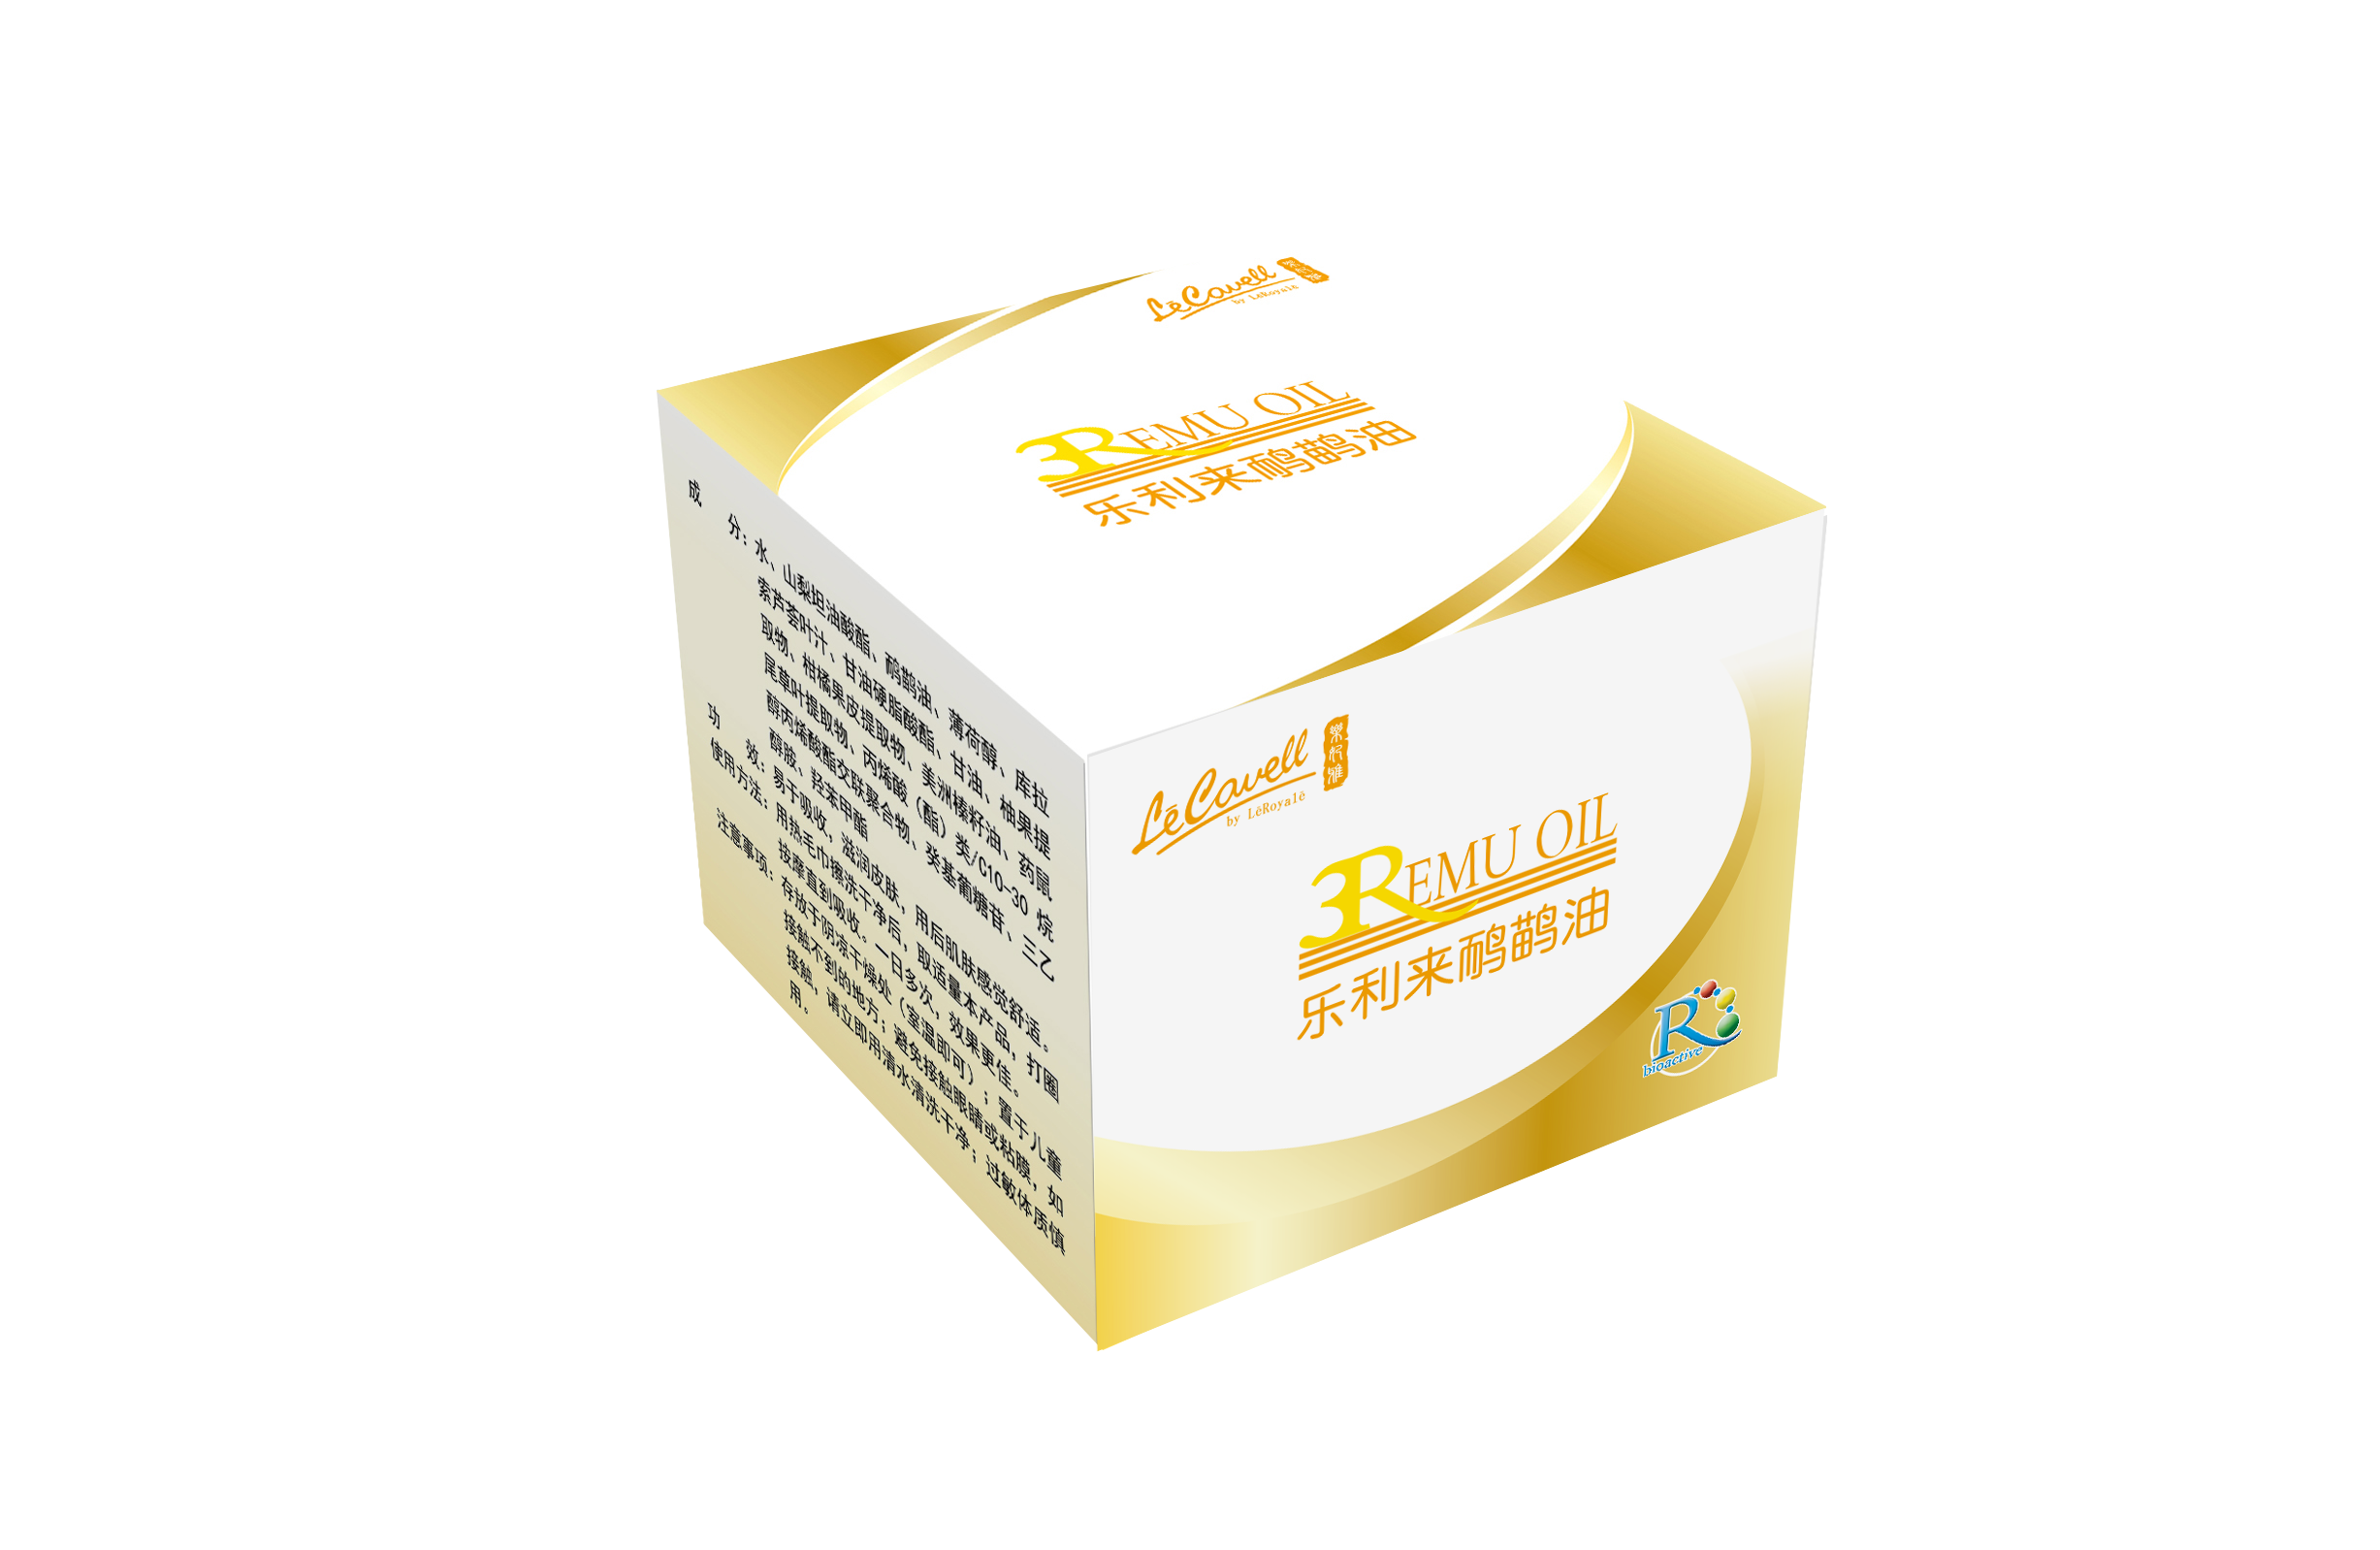 LēCavell
by LēRoyalē
3REMU OIL
乐利来鸸鹋油
成 分：水、山梨坦油酸酯、鸸鹋油、薄荷醇、库拉
索芦荟叶汁、甘油硬脂酸酯、甘油、柚果提
取物、柑橘果皮提取物、美洲榛籽油、药鼠
尾草叶提取物、丙烯酸（酯）类/C10-30 烷
醇丙烯酸酯交联聚合物、癸基葡糖苷、三乙
醇胺、羟苯甲酯
功 效：易于吸收，滋润皮肤，用后肌肤感觉舒适。
使用方法：用热毛巾擦洗干净后，取适量本产品，打圈
按摩直到吸收。一日多次，效果更佳。
注意事项：存放于阴凉干燥处（室温即可）；置于儿童
接触不到的地方；避免接触眼睛或粘膜，如
接触，请立即用清水清洗干净；过敏体质慎
用。
LēCavell
by LēRoyalē
樂妃雅
3REMU OIL
乐利来鸸鹋油
R
bioactive